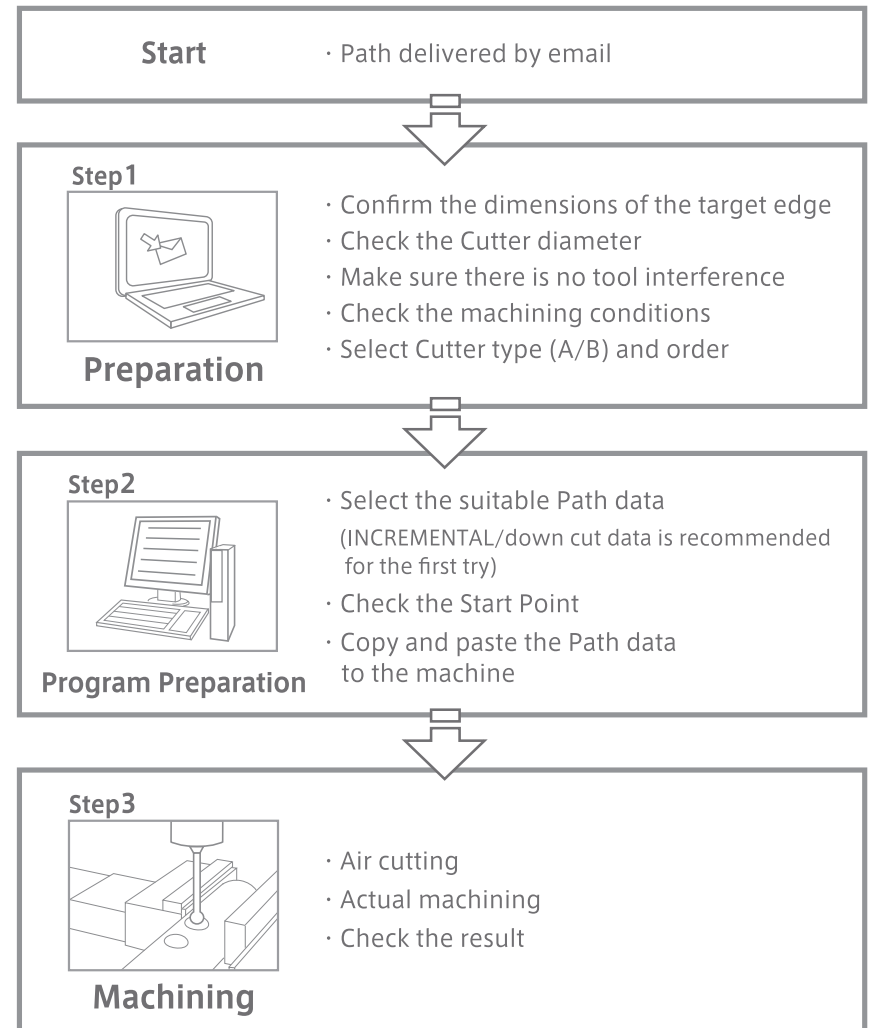 Start
· Path delivered by email
Step1
Preparation
· Confirm the dimensions of the target edge
· Check the Cutter diameter
· Make sure there is no tool interference
· Check the machining conditions
· Select Cutter type (A/B) and order
Step2
Program Preparation
· Select the suitable Path data
(INCREMENTAL/down cut data is recommended
for the first try)
· Check the Start Point
· Copy and paste the Path data
to the machine
Step3
Machining
· Air cutting
· Actual machining
· Check the result